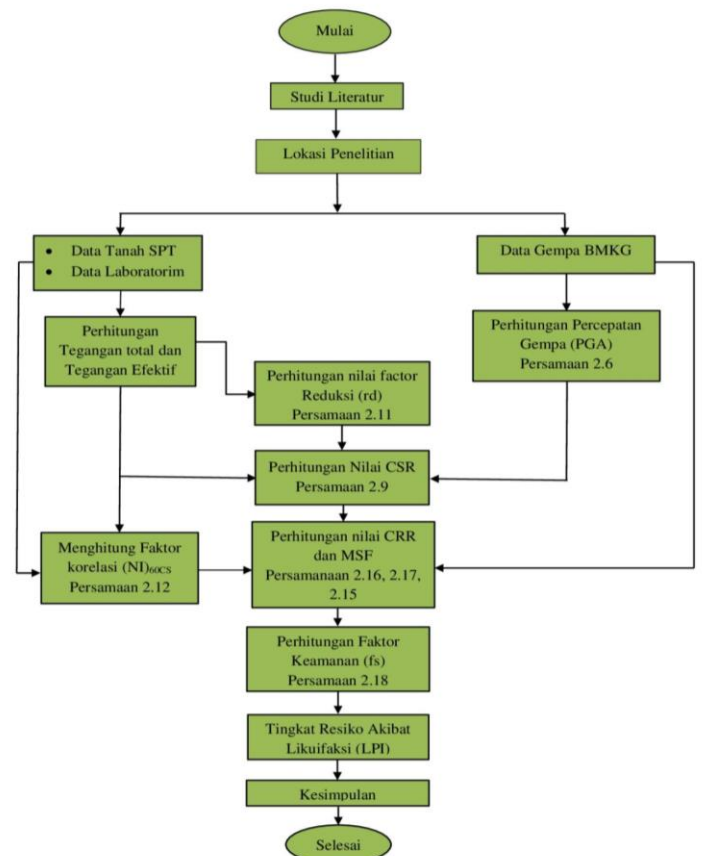 Mulai
Studi Literatur
Lokasi Penelitian
• Data Tanah SPT
• Data Laboratorim
Data Gempa BMKG
Perhitungan
Tegangan total dan
Tegangan Efektif
Perhitungan Percepatan
Gempa (PGA)
Persamaan 2.6
Perhitungan nilai factor
Reduksi (rd)
Persamaan 2.11
Perhitungan Nilai CSR
Persamaan 2.9
Menghitung Faktor
korelasi (NI)60CS
Persamaan 2.12
Perhitungan nilai CRR
dan MSF
Persamanaan 2.16, 2.17,
2.15
Perhitungan Faktor
Keamanan (fs)
Persamaan 2.18
Tingkat Resiko Akibat
Likuifaksi (LPI)
Kesimpulan
Selesai